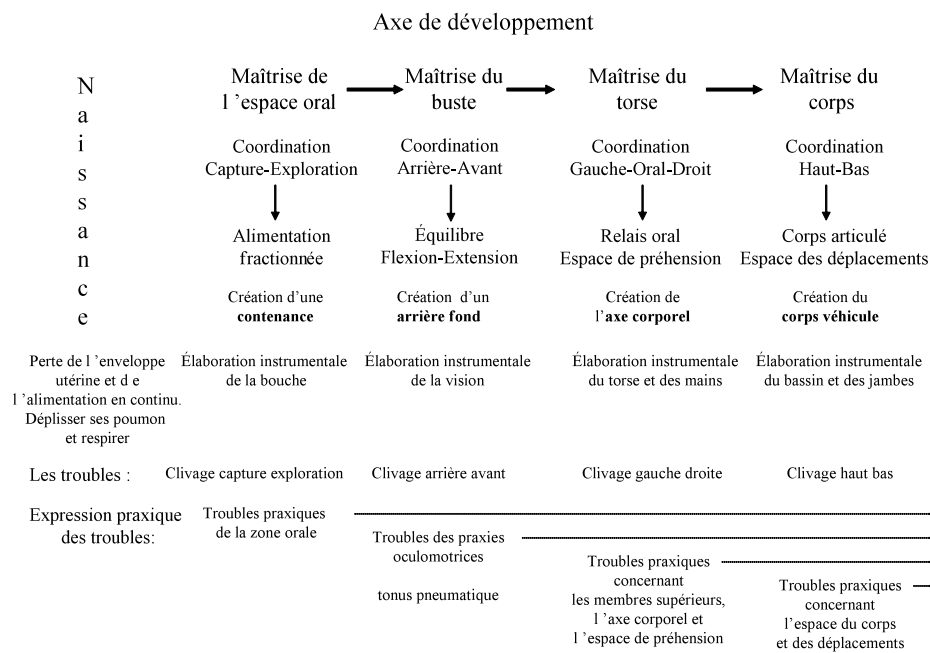 Axe de développement
Naissance
Maîtrise de
l ’espace oral
Maîtrise du
buste
Maîtrise du
torse
Maîtrise du
corps
Coordination
Capture-Exploration
Coordination
Arrière-Avant
Coordination
Gauche-Oral-Droit
Coordination
Haut-Bas
Alimentation
fractionnée
Équilibre
Flexion-Extension
Relais oral
Espace de préhension
Corps articulé
Espace des déplacements
Création d’une
contenance
Création d’un
arrière fond
Création de
l’axe corporel
Création du
corps véhicule
Perte de l ’enveloppe
utérine et d e
l ’alimentation en continu.
Déplisser ses poumon
et respirer
Élaboration instrumentale
de la bouche
Élaboration instrumentale
de la vision
Élaboration instrumentale
du torse et des mains
Élaboration instrumentale
du bassin et des jambes
Les troubles :
Clivage capture exploration
Clivage arrière avant
Clivage gauche droite
Clivage haut bas
Expression praxique
des troubles:
Troubles praxiques
de la zone orale
Troubles des praxies
oculomotrices
tonus pneumatique
Troubles praxiques
concernant
les membres supérieurs,
l ’axe corporel et
l ’espace de préhension
Troubles praxiques
concernant
l’espace du corps
et des déplacements